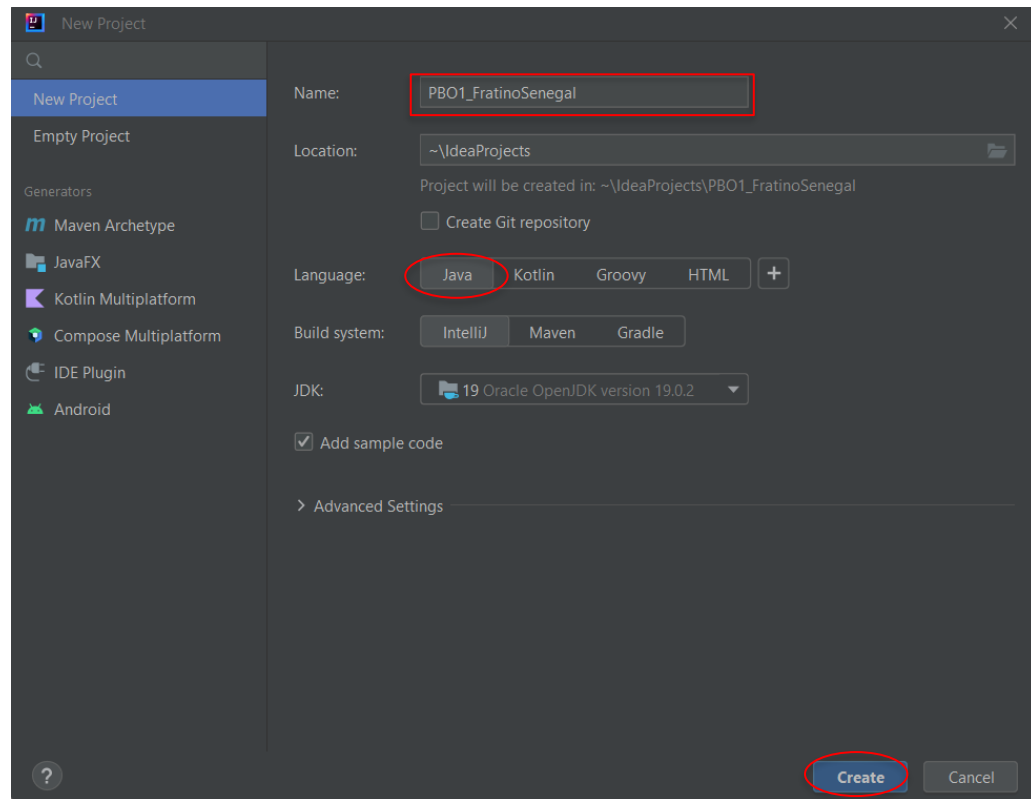 New Project
New Project
Empty Project
Generators
Maven Archetype
JavaFX
Kotlin Multiplatform
Compose Multiplatform
IDE Plugin
Android
Name: PBO1_FratinoSenegal
Location: ~\IdeaProjects
Project will be created in: ~\IdeaProjects\PBO1_FratinoSenegal
Create Git repository
Language: Java Kotlin Groovy HTML +
Build system: IntelliJ Maven Gradle
JDK: 19 Oracle OpenJDK version 19.0.2
Add sample code
Advanced Settings
? Create Cancel